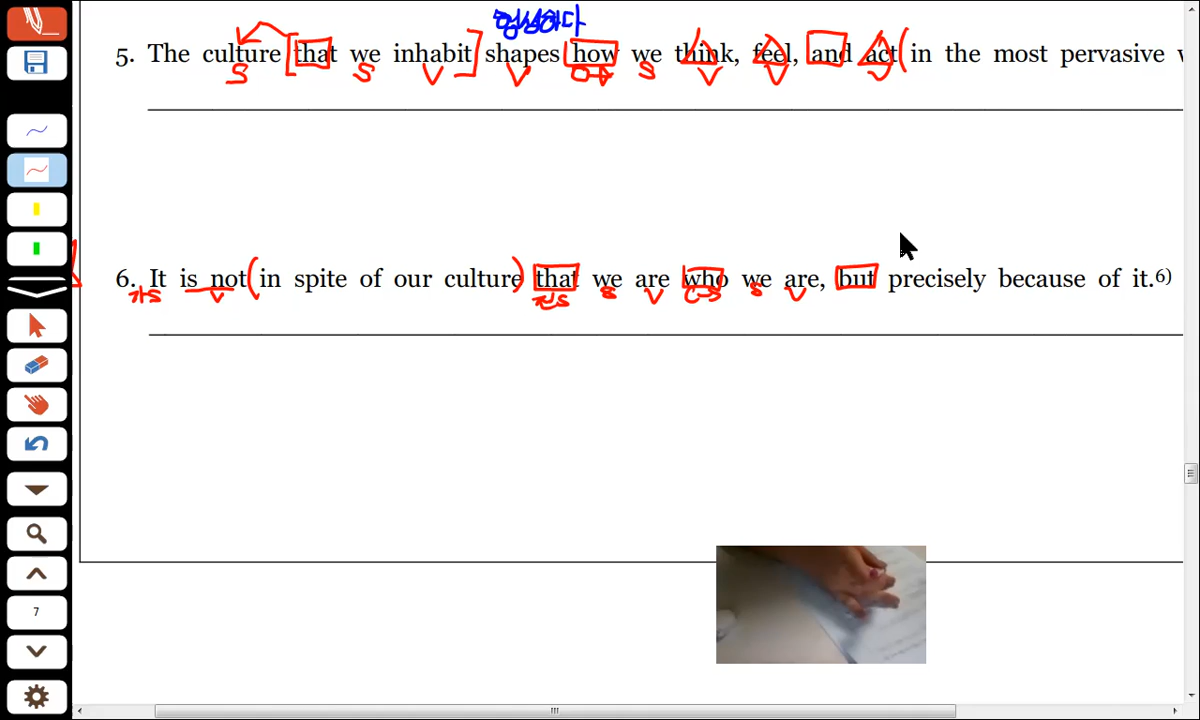 형성하다
5. The culture [that we inhabit] shapes how we think, feel, and act (in the most pervasive
S S V V S V V V
6. It is not (in spite of our culture) that we are who we are, but precisely because of it.6)
가S V 진S S V S V
7